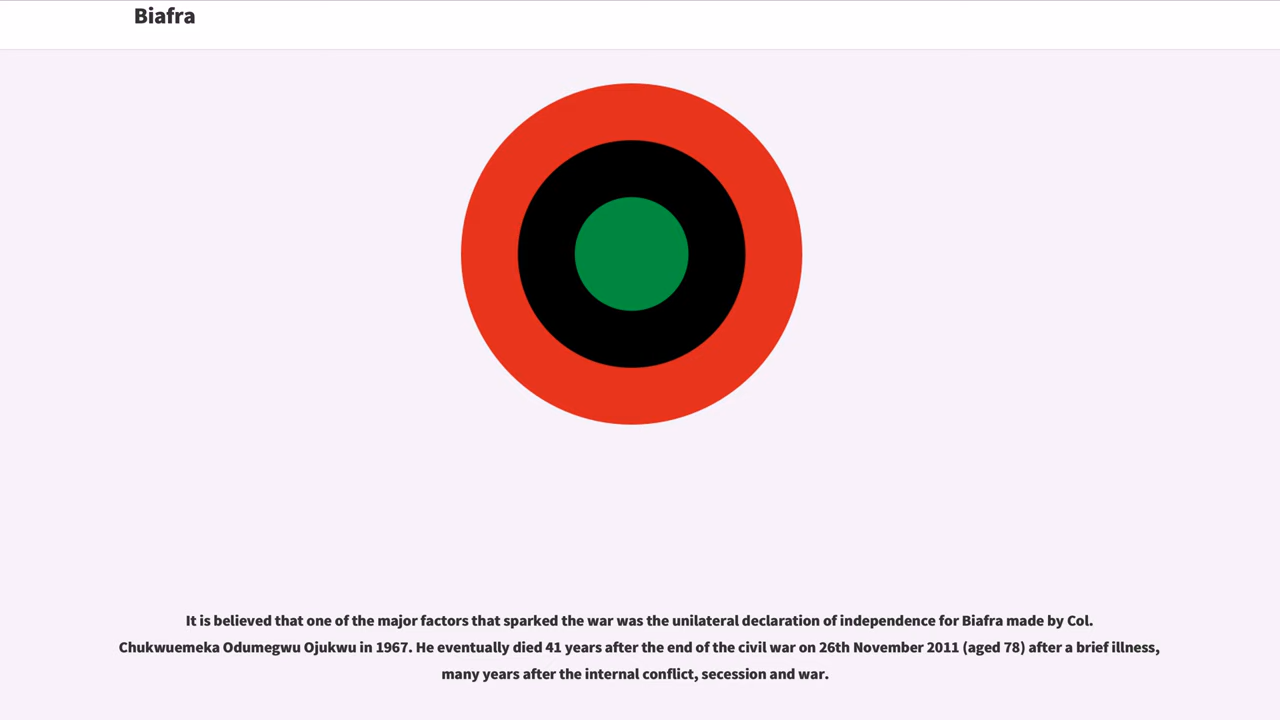 Biafra
It is believed that one of the major factors that sparked the war was the unilateral declaration of independence for Biafra made by Col.
Chukwuemeka Odumegwu Ojukwu in 1967. He eventually died 41 years after the end of the civil war on 26th November 2011 (aged 78) after a brief illness,
many years after the internal conflict, secession and war.